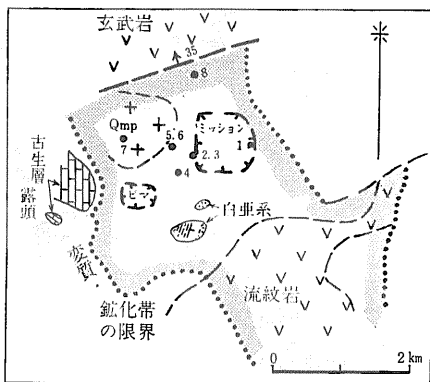 玄武岩
35
8
Qmp
7
5.6
ミッション
1
2.3
4
ピマ
古生層
露頭
変質
白亜系
鉱化帯
の限界
流紋岩
0
2 km